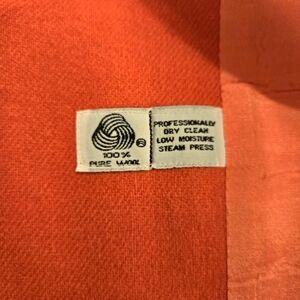 ®
100%
PURE WOOL
PROFESSIONALLY
DRY CLEAN
LOW MOISTURE
STEAM PRESS